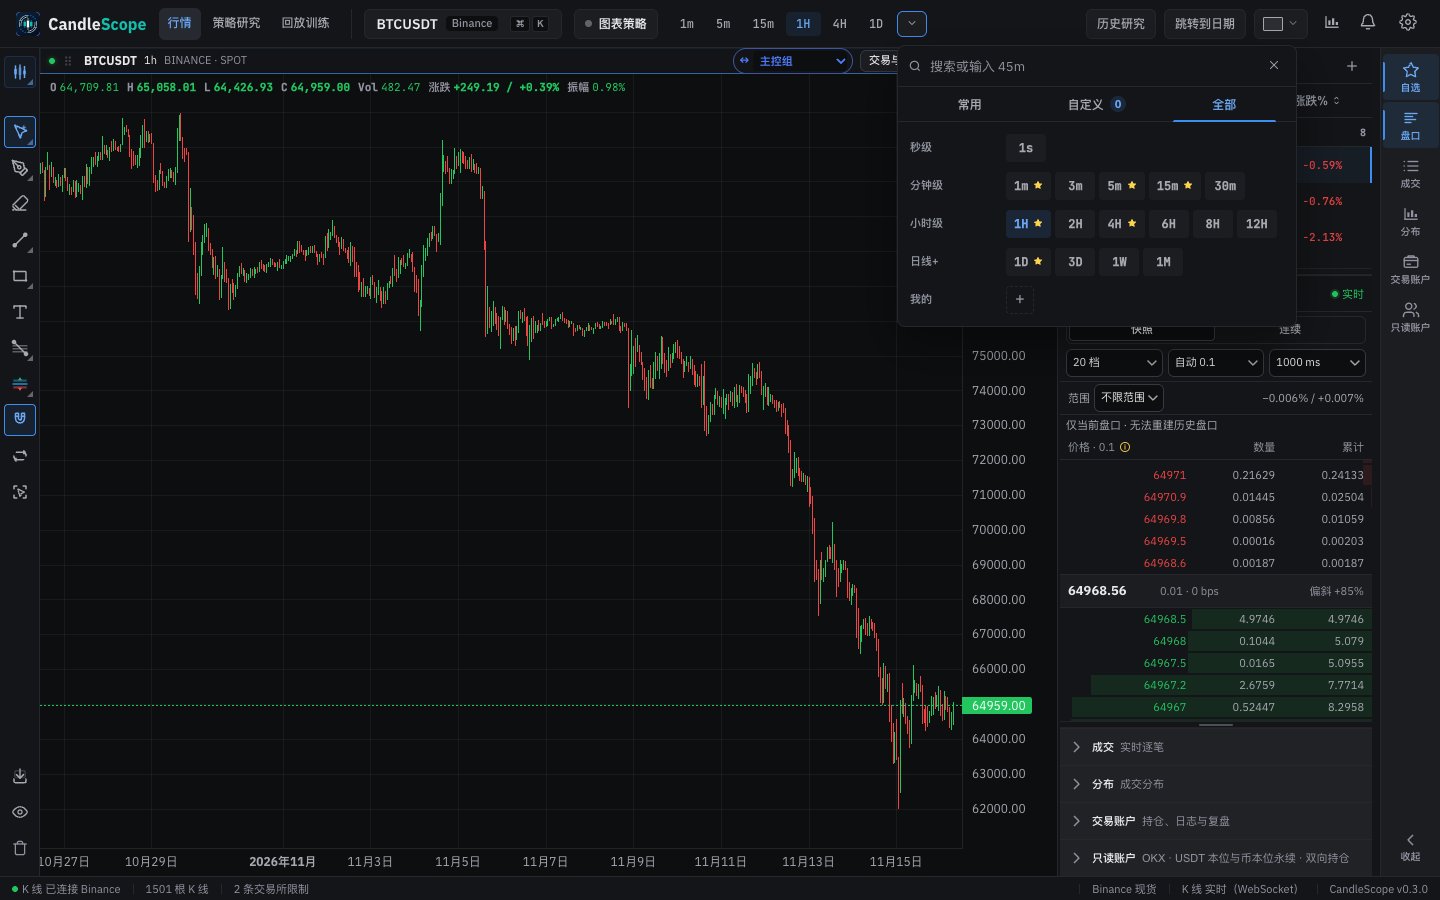 CandleScope 行情 策略研究 回放训练 BTCUSDT Binance ⌘ K 图表策略 1m 5m 15m 1H 4H 1D 历史研究 跳转到日期
BTCUSDT 1h BINANCE · SPOT 主控组
O 64,709.81 H 65,058.01 L 64,426.93 C 64,959.00 Vol 482.47 涨跌 +249.19 / +0.39% 振幅 0.98%
搜索或输入 45m
常用 自定义 0 全部
秒级 1s
分钟级 1m 3m 5m 15m 30m
小时级 1H 2H 4H 6H 8H 12H
日线+ 1D 3D 1W 1M
我的 +
涨跌%
8
-0.59%
-0.76%
-2.13%
实时
快照 连续
20 档 自动 0.1 1000 ms
范围 不限范围 −0.006% / +0.007%
仅当前盘口 · 无法重建历史盘口
价格 · 0.1 数量 累计
64971 0.21629 0.24133
64970.9 0.01445 0.02504
64969.8 0.00856 0.01059
64969.5 0.00016 0.00203
64968.6 0.00187 0.00187
64968.56 0.01 · 0 bps 偏斜 +85%
64968.5 4.9746 4.9746
64968 0.1044 5.079
64967.5 0.0165 5.0955
64967.2 2.6759 7.7714
64967 0.52447 8.2958
成交 实时逐笔
分布 成交分布
交易账户 持仓、日志与复盘
只读账户 OKX · USDT 本位与币本位永续 · 双向持仓
自选
盘口
成交
分布
交易账户
只读账户
收起
75000.00
74000.00
73000.00
72000.00
71000.00
70000.00
69000.00
68000.00
67000.00
66000.00
64959.00
64000.00
63000.00
62000.00
10月27日 10月29日 2026年11月 11月3日 11月5日 11月7日 11月9日 11月11日 11月13日 11月15日
K 线 已连接 Binance 1501 根 K 线 2 条交易所限制 Binance 现货 K 线 实时（WebSocket） CandleScope v0.3.0